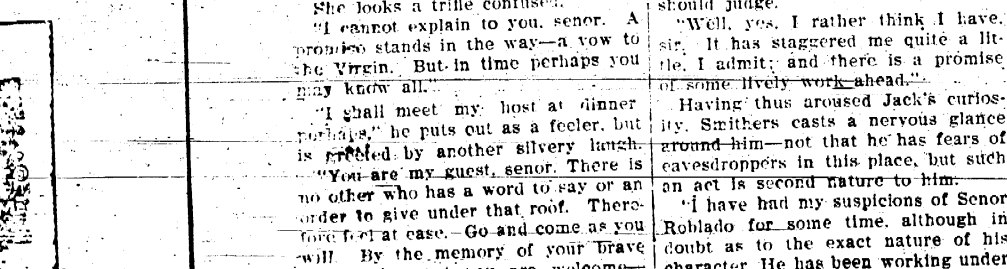 She looks a trifle confused.
"I cannot explain to you, senor. A
promise stands in the way—a vow to
the Virgin. But in time perhaps you
may know all."
"I shall meet my host at dinner
perhaps," he puts out as a feeler, but
is greeted by another silvery laugh.
"You are my guest, senor. There is
no other who has a word to say or an
order to give under that roof. There-
fore feel at ease. Go and come as you
will. By the memory of your brave
are welcome—
should judge.
"Well, yes, I rather think I have,
sir. It has staggered me quite a lit-
tle, I admit; and there is a promise
of some lively work ahead."
Having thus aroused Jack's curios-
ity, Smithers casts a nervous glance
around him—not that he has fears of
eavesdroppers in this place, but such
an act is second nature to him.
"I have had my suspicions of Senor
Roblado for some time, although in
doubt as to the exact nature of his
character. He has been working under